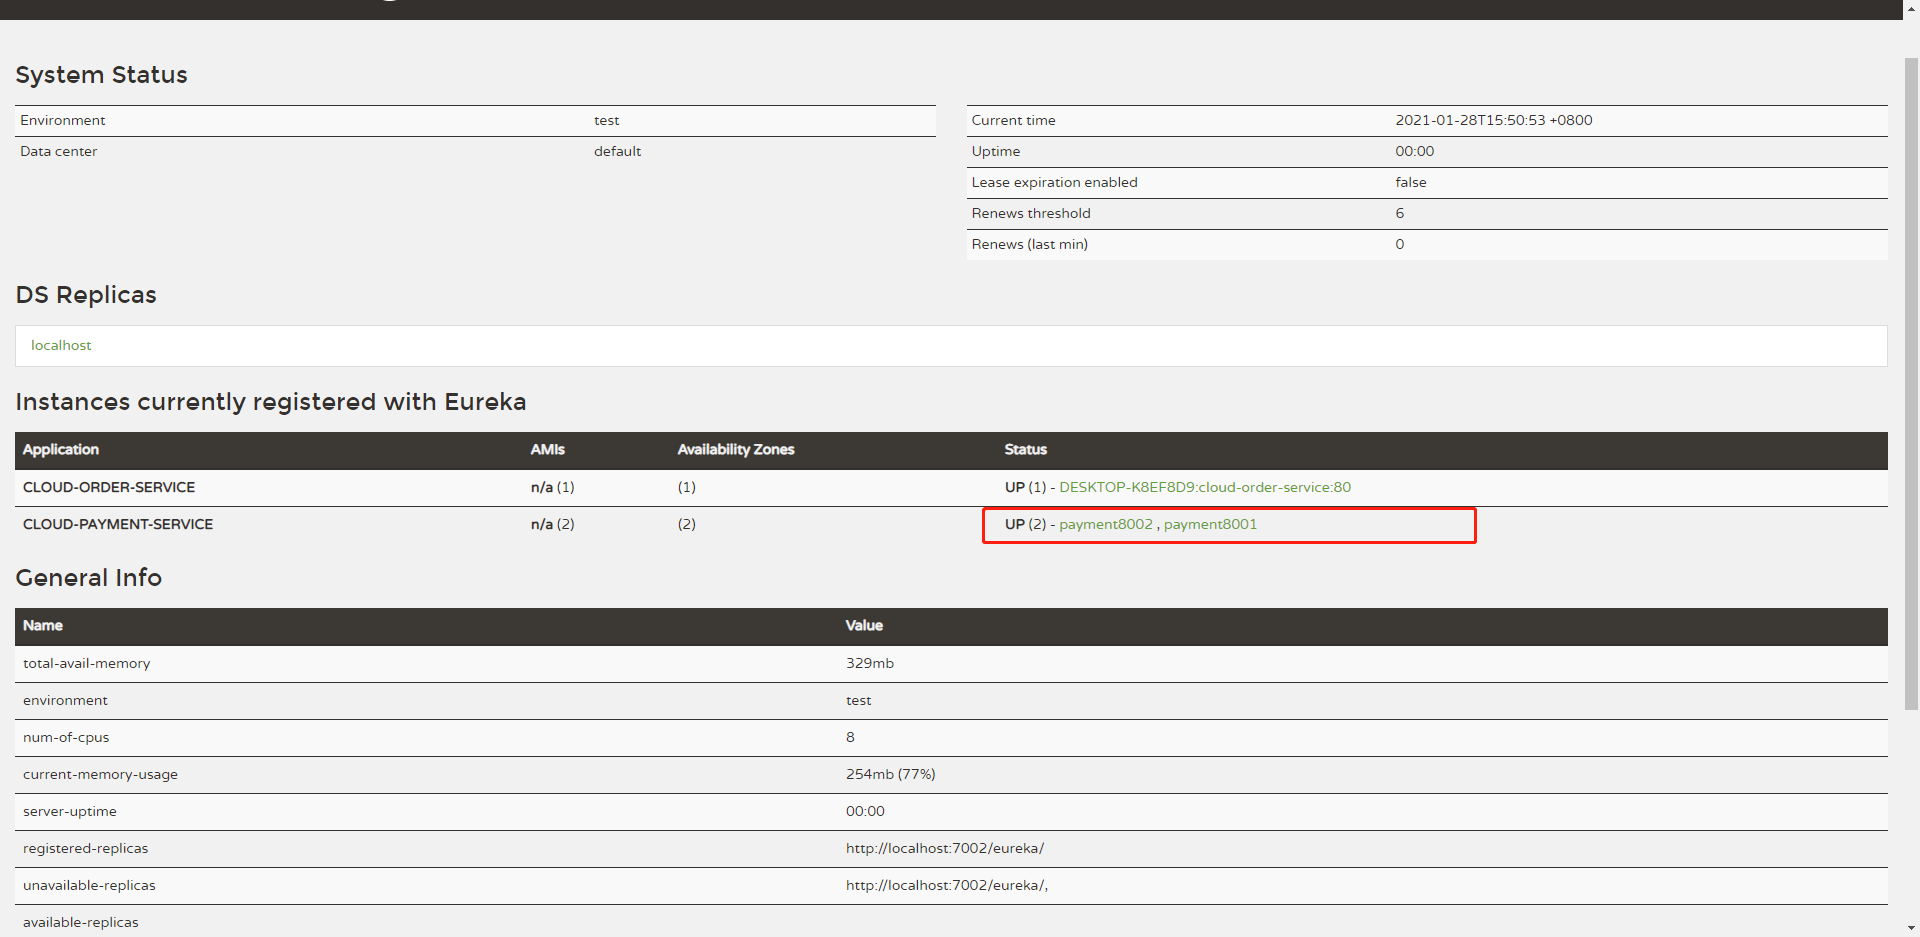 System Status
Environment test
Data center default
Current time 2021-01-28T15:50:53 +0800
Uptime 00:00
Lease expiration enabled false
Renews threshold 6
Renews (last min) 0
DS Replicas
localhost
Instances currently registered with Eureka
Application AMIs Availability Zones Status
CLOUD-ORDER-SERVICE n/a (1) (1) UP (1) - DESKTOP-K8EF8D9:cloud-order-service:80
CLOUD-PAYMENT-SERVICE n/a (2) (2) UP (2) - payment8002 , payment8001
General Info
Name Value
total-avail-memory 329mb
environment test
num-of-cpus 8
current-memory-usage 254mb (77%)
server-uptime 00:00
registered-replicas http://localhost:7002/eureka/
unavailable-replicas http://localhost:7002/eureka/,
available-replicas